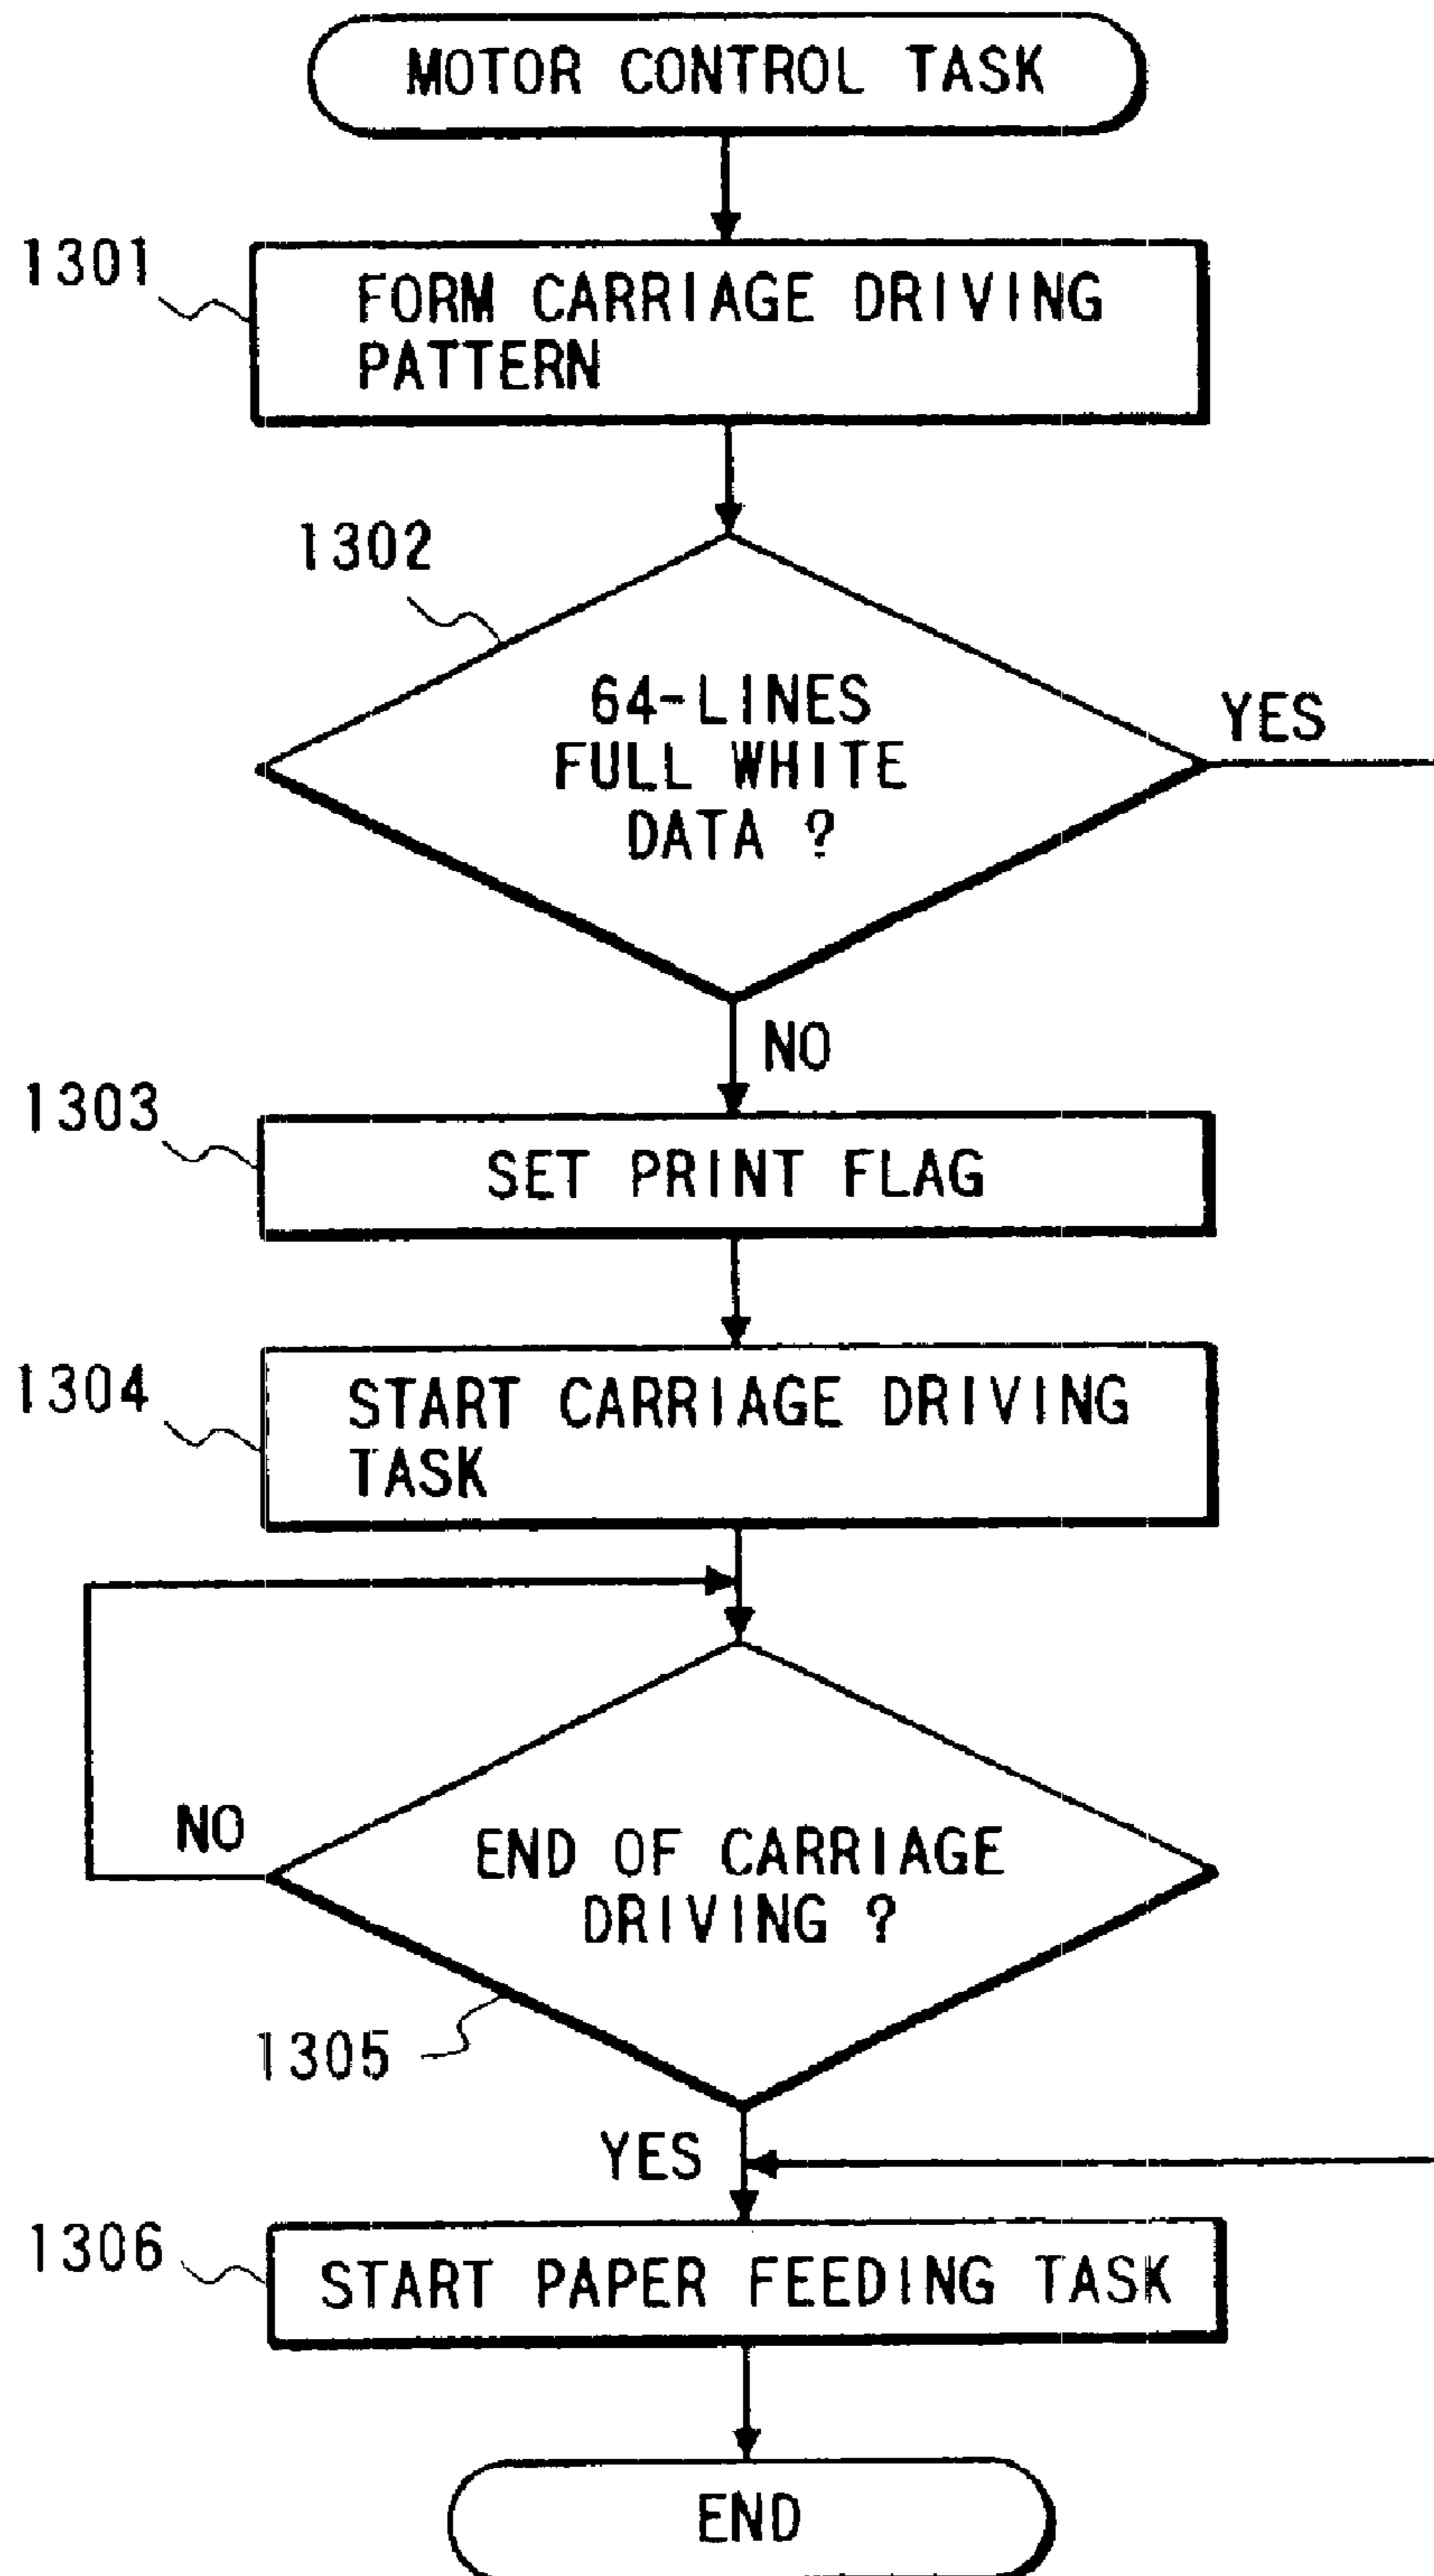 MOTOR CONTROL TASK
1301
FORM CARRIAGE DRIVING
PATTERN
1302
64-LINES
FULL WHITE
DATA ?
YES
NO
1303
SET PRINT FLAG
1304
START CARRIAGE DRIVING
TASK
NO
END OF CARRIAGE
DRIVING ?
1305
YES
1306
START PAPER FEEDING TASK
END